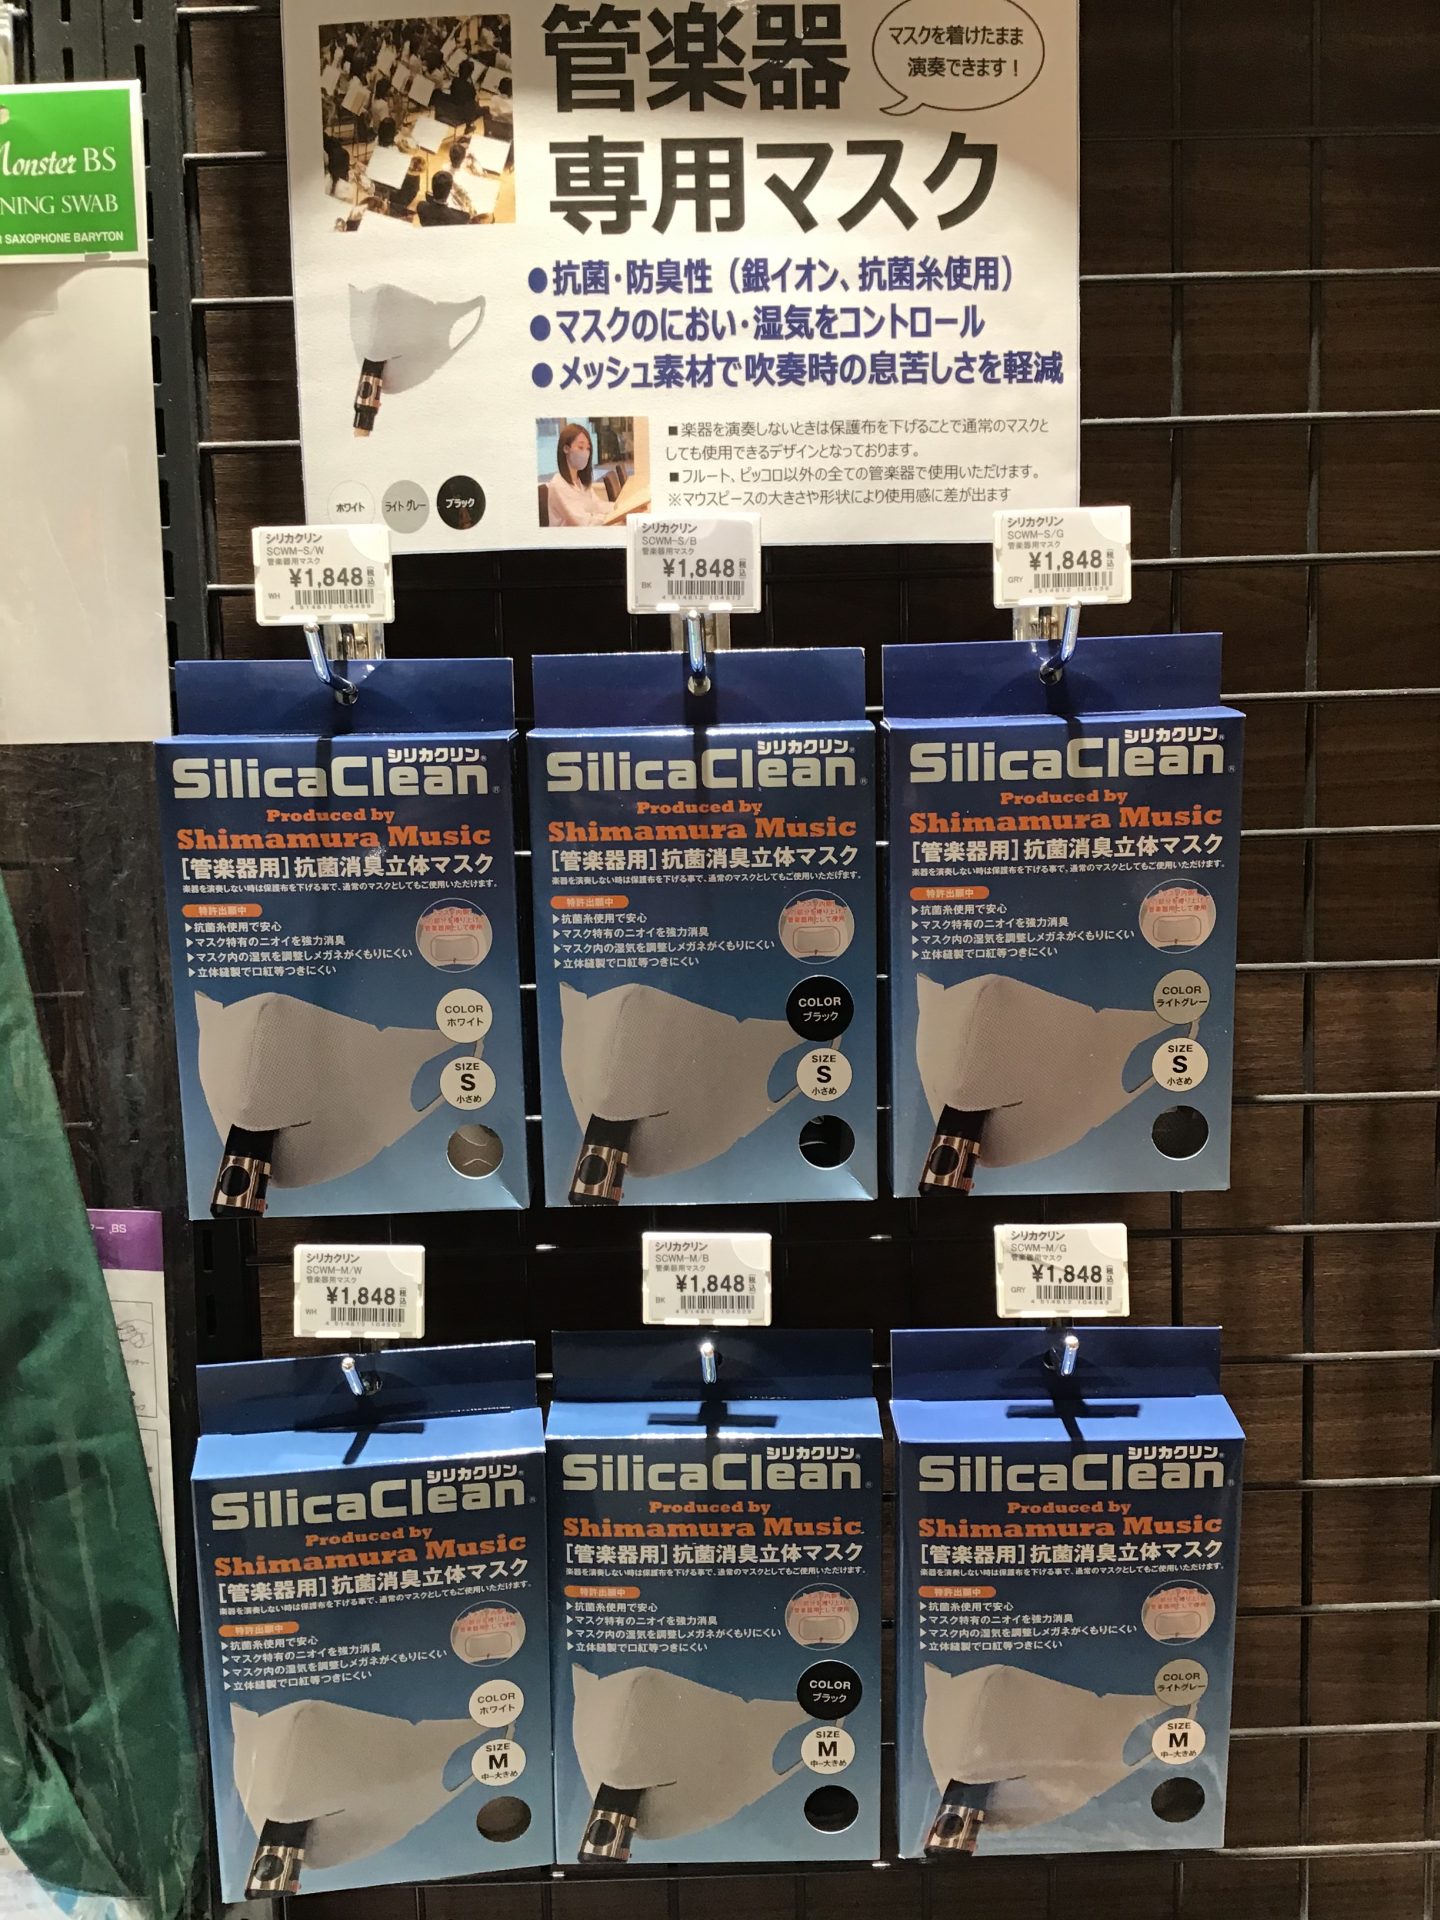 管楽器
専用マスク
マスクを着けたまま
演奏できます！
●抗菌・防臭性（銀イオン、抗菌糸使用）
●マスクのにおい・湿気をコントロール
●メッシュ素材で吹奏時の息苦しさを軽減
■楽器を演奏しないときは保護布を下げることで通常のマスクと
しても使用できるデザインとなっております。
■フルート、ピッコロ以外の全ての管楽器で使用いただけます。
※マウスピースの大きさや形状により使用感に差が出ます
ホワイト ライトグレー ブラック
Monster BS
NING SWAB
SAXOPHONE BARYTON
シリカクリン
SCWM-S/W
管楽器用マスク
¥1,848 税込
WH
シリカクリン
SCWM-S/B
管楽器用マスク
¥1,848 税込
BK
シリカクリン
SCWM-S/G
管楽器用マスク
¥1,848 税込
GRY
シリカクリン®
SilicaClean®
Produced by
Shimamura Music
［管楽器用］抗菌消臭立体マスク
楽器を演奏しない時は保護布を下げる事で、通常のマスクとしてもご使用いただけます。
特許出願中
▶抗菌糸使用で安心
▶マスク特有のニオイを強力消臭
▶マスク内の湿気を調整しメガネがくもりにくい
▶立体縫製で口紅等つきにくい
COLOR
ホワイト
SIZE
S
小さめ
シリカクリン®
SilicaClean®
Produced by
Shimamura Music
［管楽器用］抗菌消臭立体マスク
楽器を演奏しない時は保護布を下げる事で、通常のマスクとしてもご使用いただけます。
特許出願中
▶抗菌糸使用で安心
▶マスク特有のニオイを強力消臭
▶マスク内の湿気を調整しメガネがくもりにくい
▶立体縫製で口紅等つきにくい
COLOR
ブラック
SIZE
S
小さめ
シリカクリン®
SilicaClean®
Produced by
Shimamura Music
［管楽器用］抗菌消臭立体マスク
楽器を演奏しない時は保護布を下げる事で、通常のマスクとしてもご使用いただけます。
特許出願中
▶抗菌糸使用で安心
▶マスク特有のニオイを強力消臭
▶マスク内の湿気を調整しメガネがくもりにくい
▶立体縫製で口紅等つきにくい
COLOR
ライトグレー
SIZE
S
小さめ
シリカクリン
SCWM-M/W
管楽器用マスク
¥1,848 税込
WH
シリカクリン
SCWM-M/B
管楽器用マスク
¥1,848 税込
BK
シリカクリン
SCWM-M/G
管楽器用マスク
¥1,848 税込
GRY
シリカクリン®
SilicaClean®
Produced by
Shimamura Music
［管楽器用］抗菌消臭立体マスク
楽器を演奏しない時は保護布を下げる事で、通常のマスクとしてもご使用いただけます。
特許出願中
▶抗菌糸使用で安心
▶マスク特有のニオイを強力消臭
▶マスク内の湿気を調整しメガネがくもりにくい
▶立体縫製で口紅等つきにくい
COLOR
ホワイト
SIZE
M
中ー大きめ
シリカクリン®
SilicaClean®
Produced by
Shimamura Music
［管楽器用］抗菌消臭立体マスク
楽器を演奏しない時は保護布を下げる事で、通常のマスクとしてもご使用いただけます。
特許出願中
▶抗菌糸使用で安心
▶マスク特有のニオイを強力消臭
▶マスク内の湿気を調整しメガネがくもりにくい
▶立体縫製で口紅等つきにくい
COLOR
ブラック
SIZE
M
中ー大きめ
シリカクリン®
SilicaClean®
Produced by
Shimamura Music
［管楽器用］抗菌消臭立体マスク
楽器を演奏しない時は保護布を下げる事で、通常のマスクとしてもご使用いただけます。
特許出願中
▶抗菌糸使用で安心
▶マスク特有のニオイを強力消臭
▶マスク内の湿気を調整しメガネがくもりにくい
▶立体縫製で口紅等つきにくい
COLOR
ライトグレー
SIZE
M
中ー大きめ